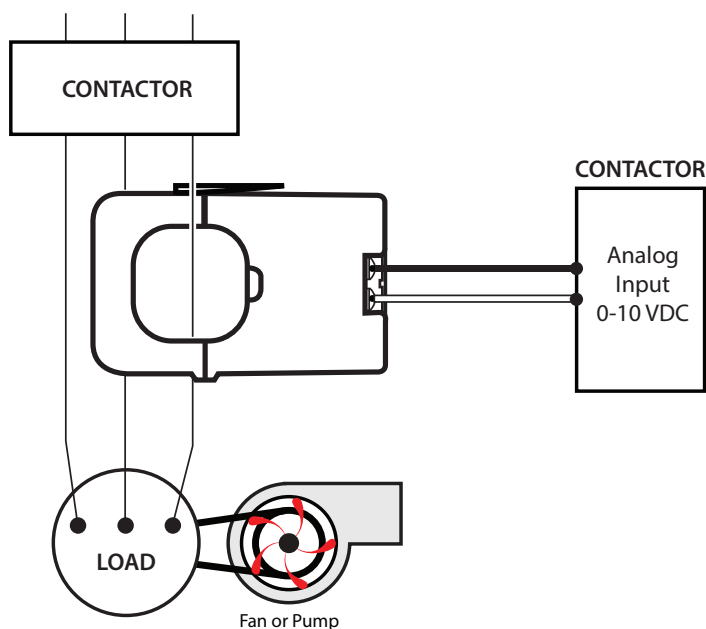 CONTACTOR
CONTACTOR
Analog
Input
0-10 VDC
LOAD
Fan or Pump